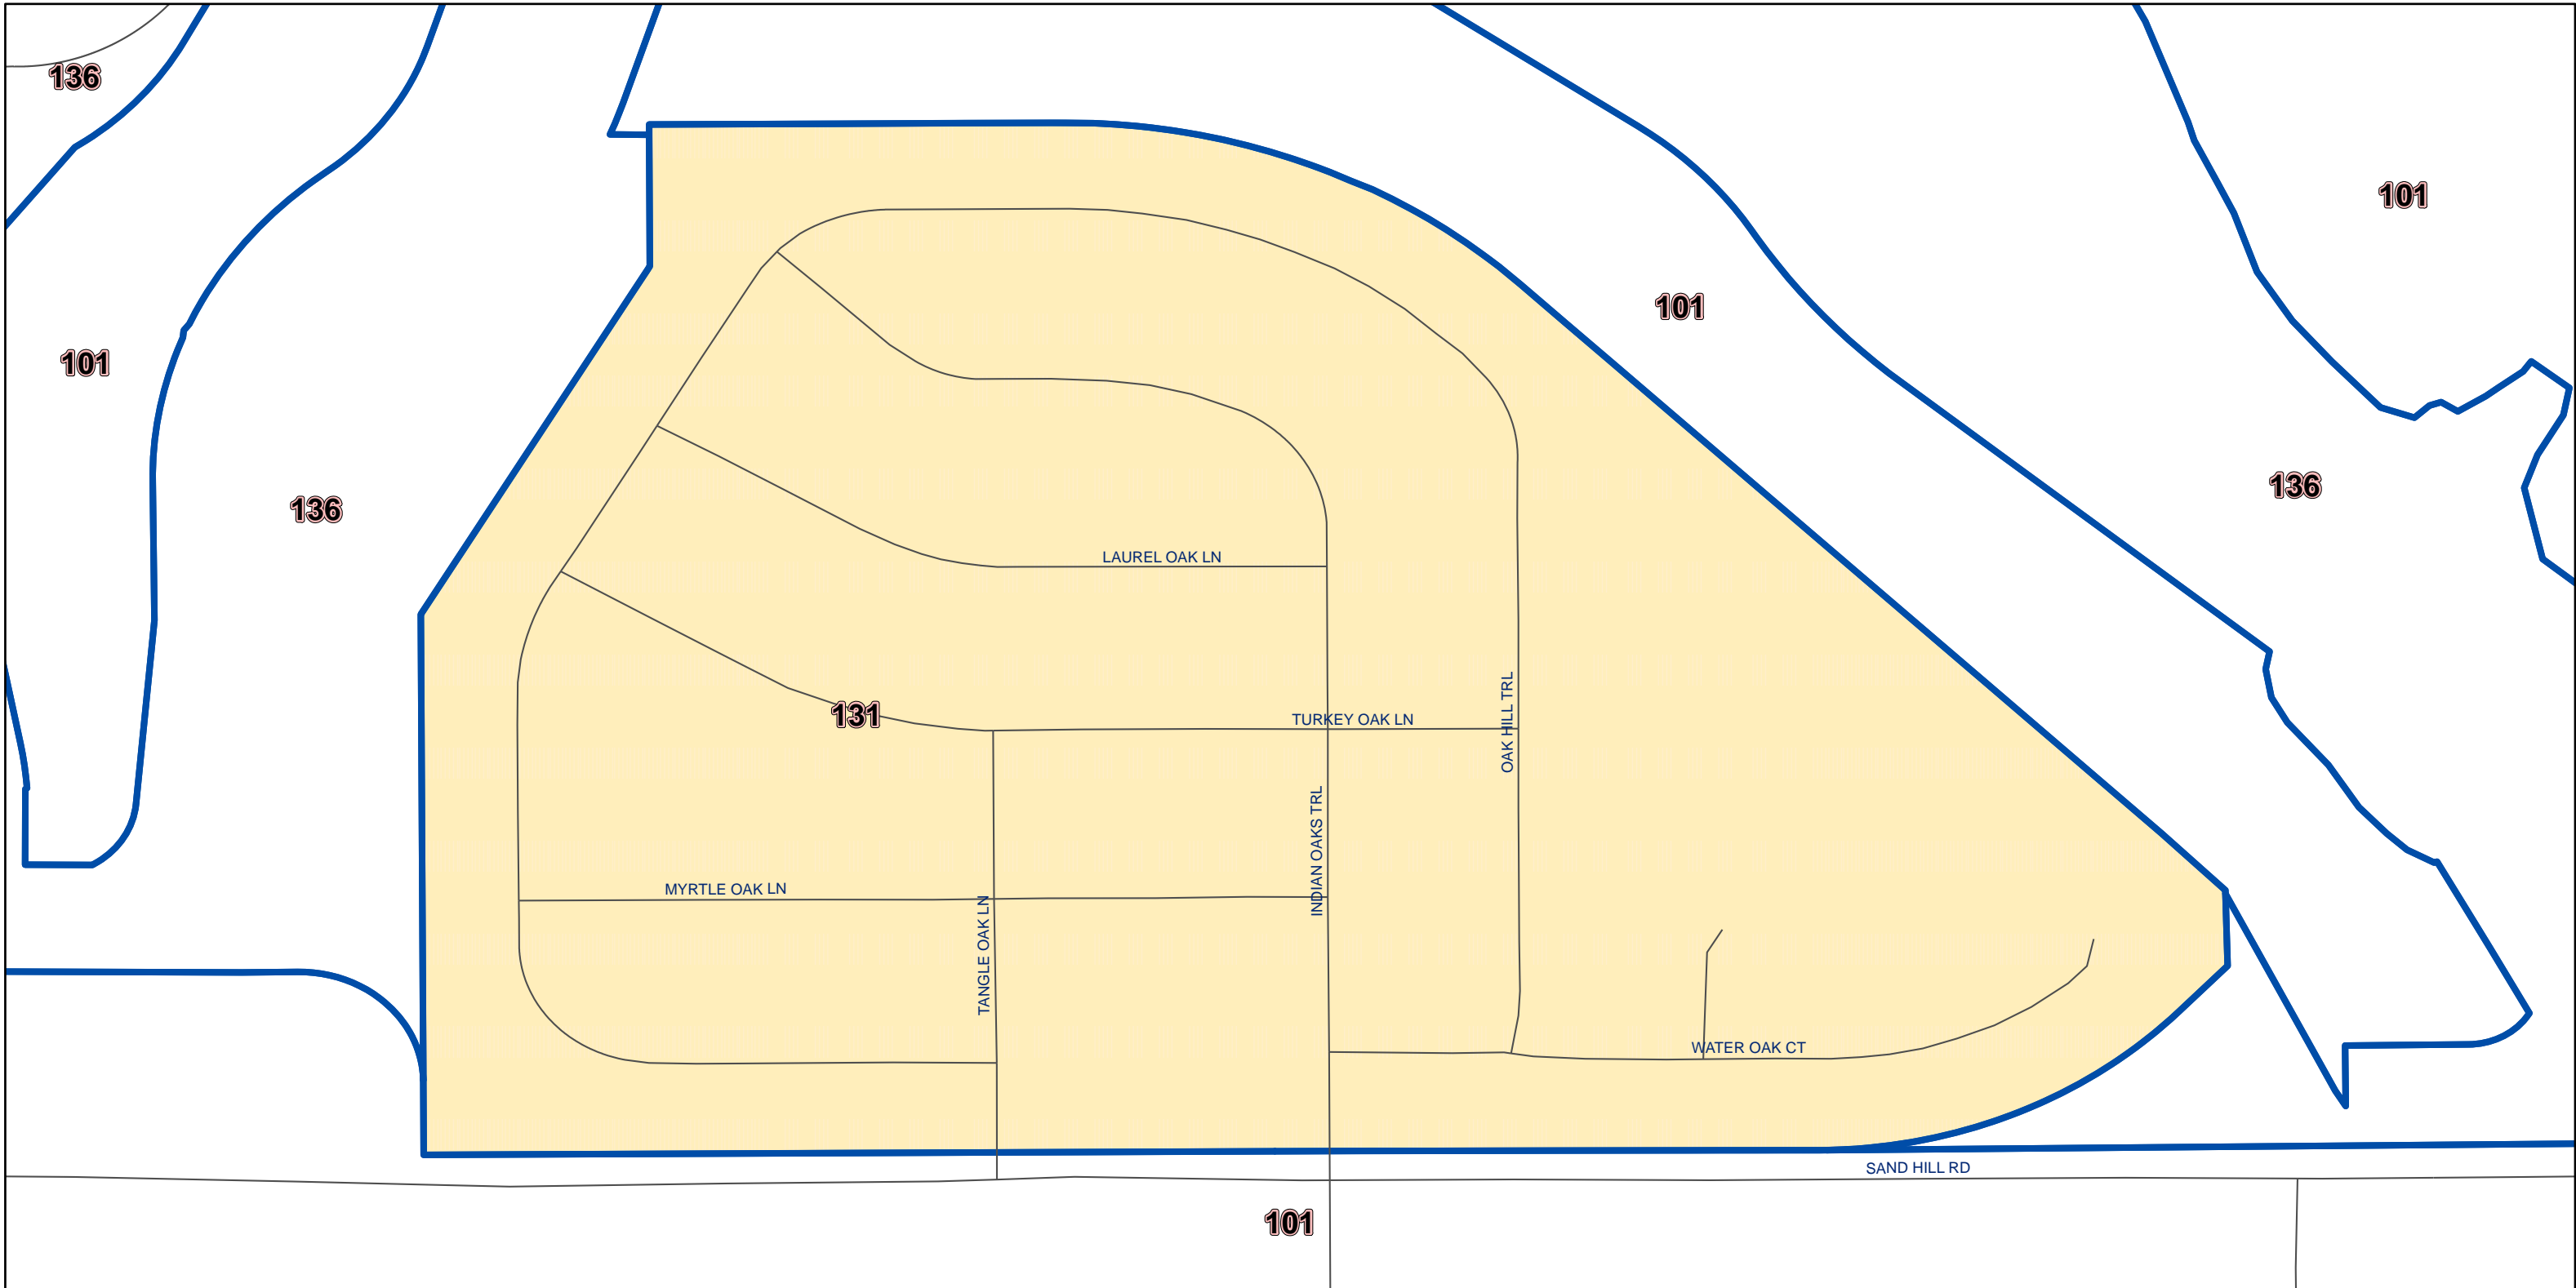 136
101
101
101
136
136
LAUREL OAK LN
OAK HILL TRL
131
TURKEY OAK LN
INDIAN OAKS TRL
MYRTLE OAK LN
TANGLE OAK LN
WATER OAK CT
SAND HILL RD
101